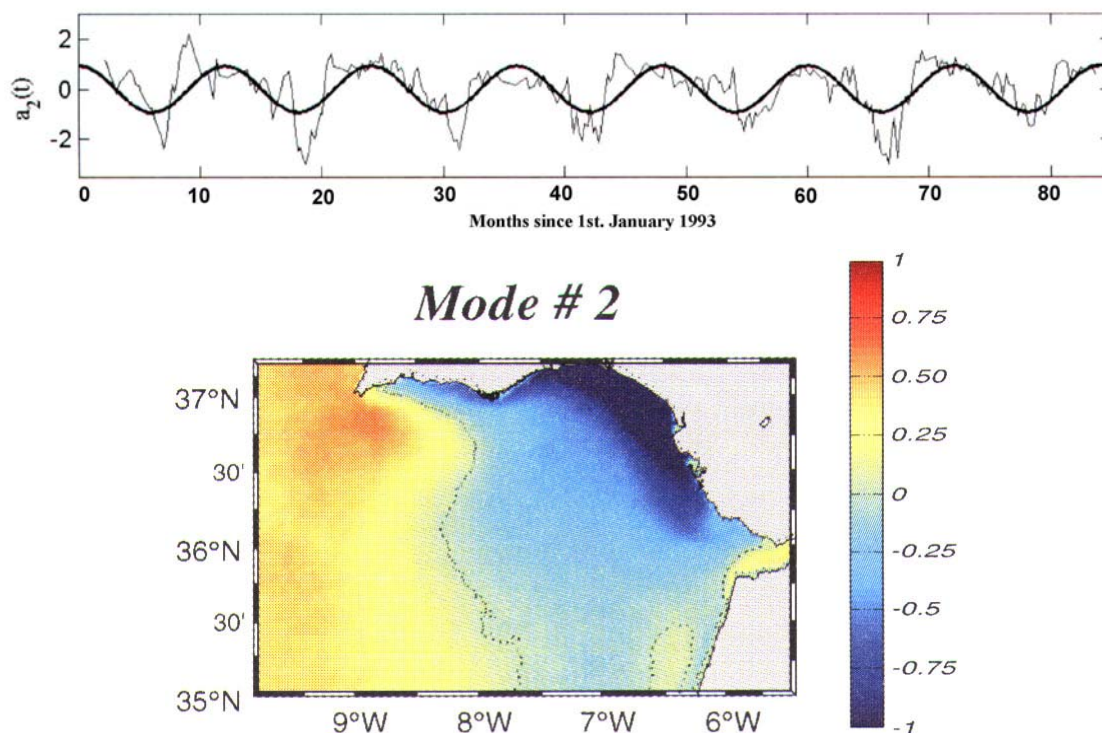 2
0
-2
a2(t)
0 10 20 30 40 50 60 70 80
Months since 1st. January 1993
Mode # 2
1
0.75
0.50
0.25
0
-0.25
-0.5
-0.75
-1
37°N
30'
36°N
30'
35°N
9°W 8°W 7°W 6°W